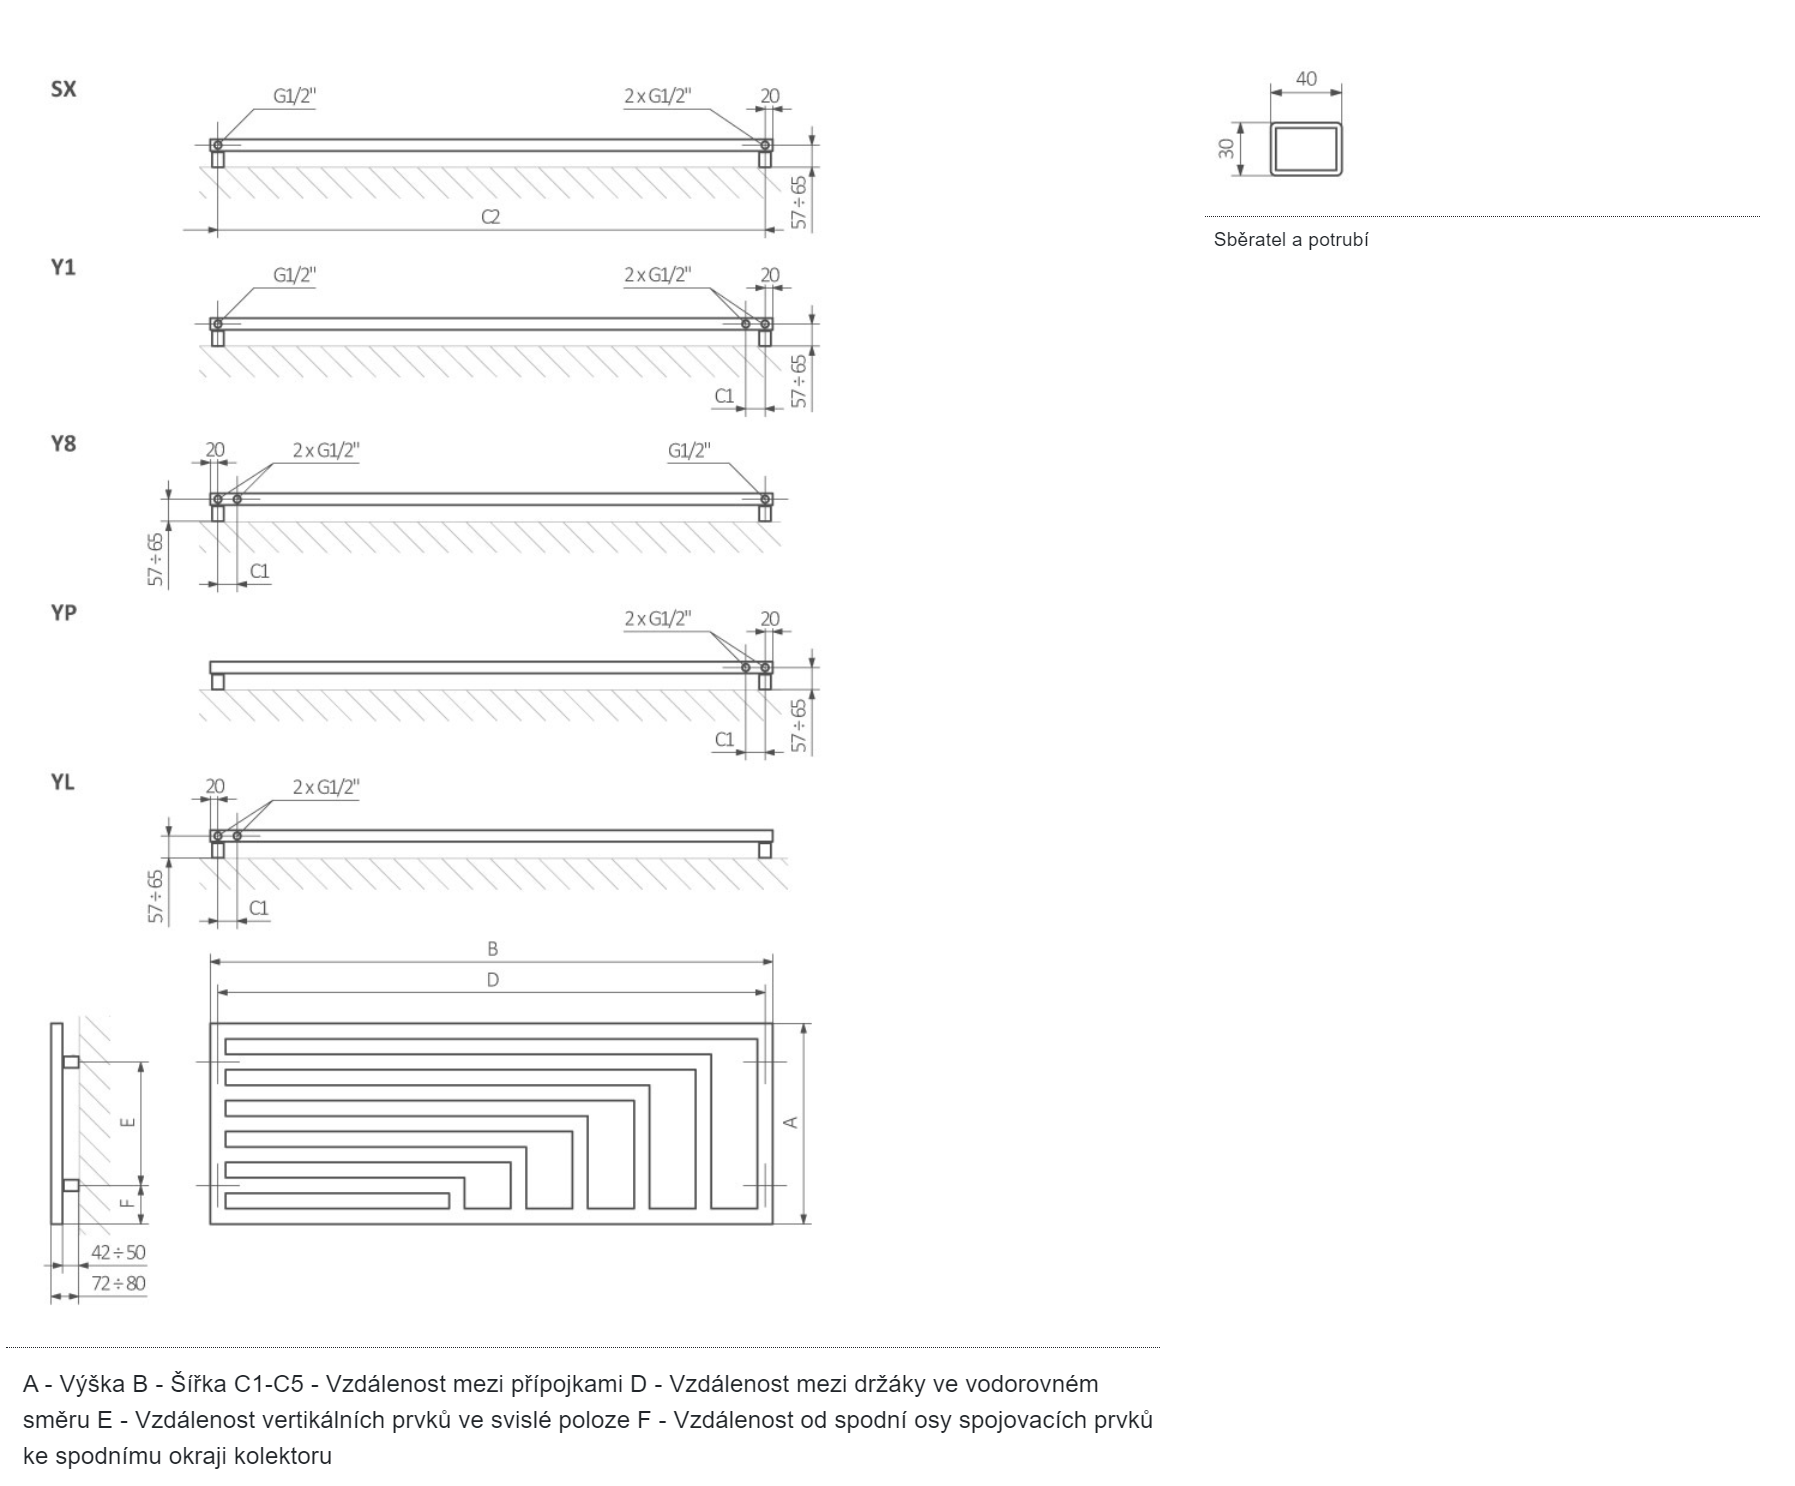 SX
G1/2"
2 x G1/2"
20
57÷65
C2
Y1
G1/2"
2 x G1/2"
20
57÷65
C1
Y8
20
2 x G1/2"
G1/2"
57÷65
C1
YP
2 x G1/2"
20
57÷65
C1
YL
20
2 x G1/2"
57÷65
C1
B
D
E
A
F
42÷50
72÷80
40
30
Sběratel a potrubí
A - Výška B - Šířka C1-C5 - Vzdálenost mezi přípojkami D - Vzdálenost mezi držáky ve vodorovném
směru E - Vzdálenost vertikálních prvků ve svislé poloze F - Vzdálenost od spodní osy spojovacích prvků
ke spodnímu okraji kolektoru